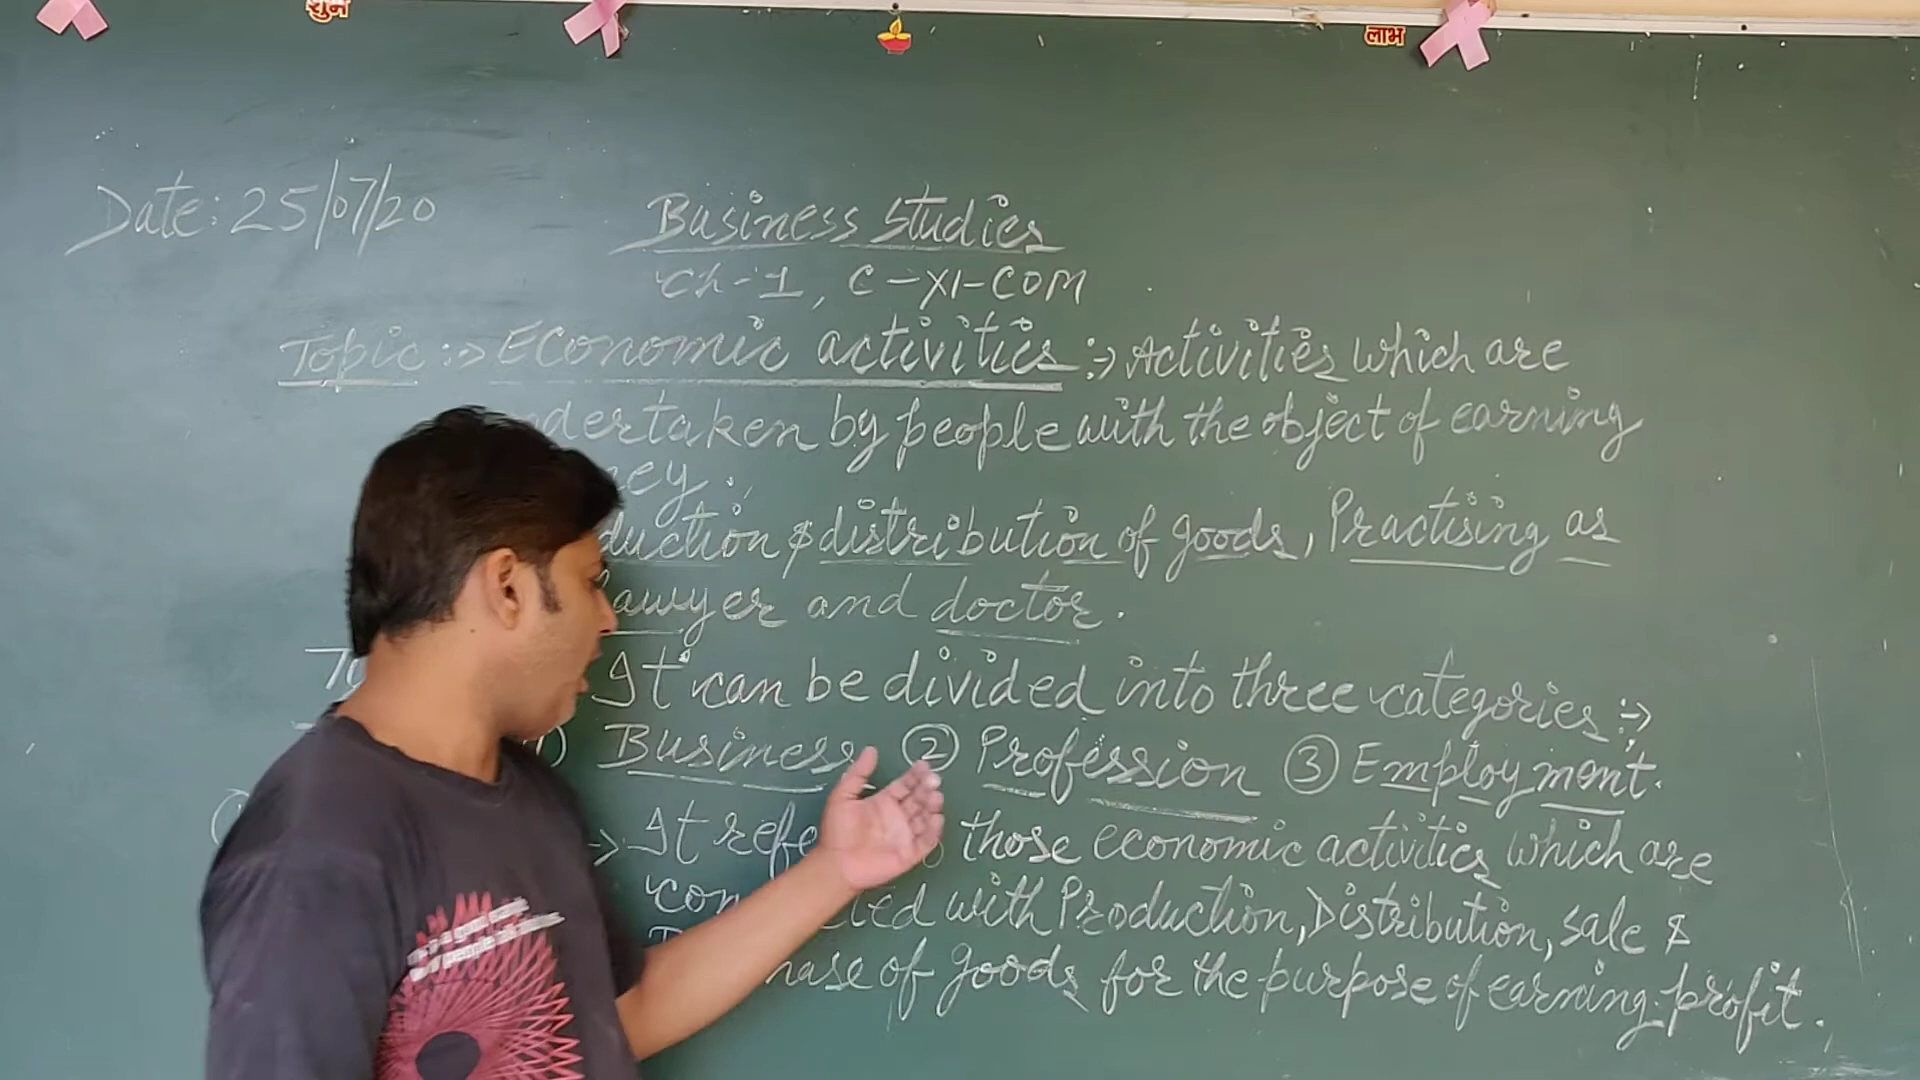 शुभ
लाभ
Date: 25/07/20
Business Studies
Ch-1, C-XI-COM
Topic :-> Economic activities :-> Activities which are
dertaken by people with the object of earning
ey.
duction & distribution of goods, Practising as
lawyer and doctor.
It can be divided into three categories :->
1) Business ② Profession ③ Employment.
-> It refe those economic activities which are
con ted with Production, Distribution, Sale &
hase of goods for the purpose of earning profit.